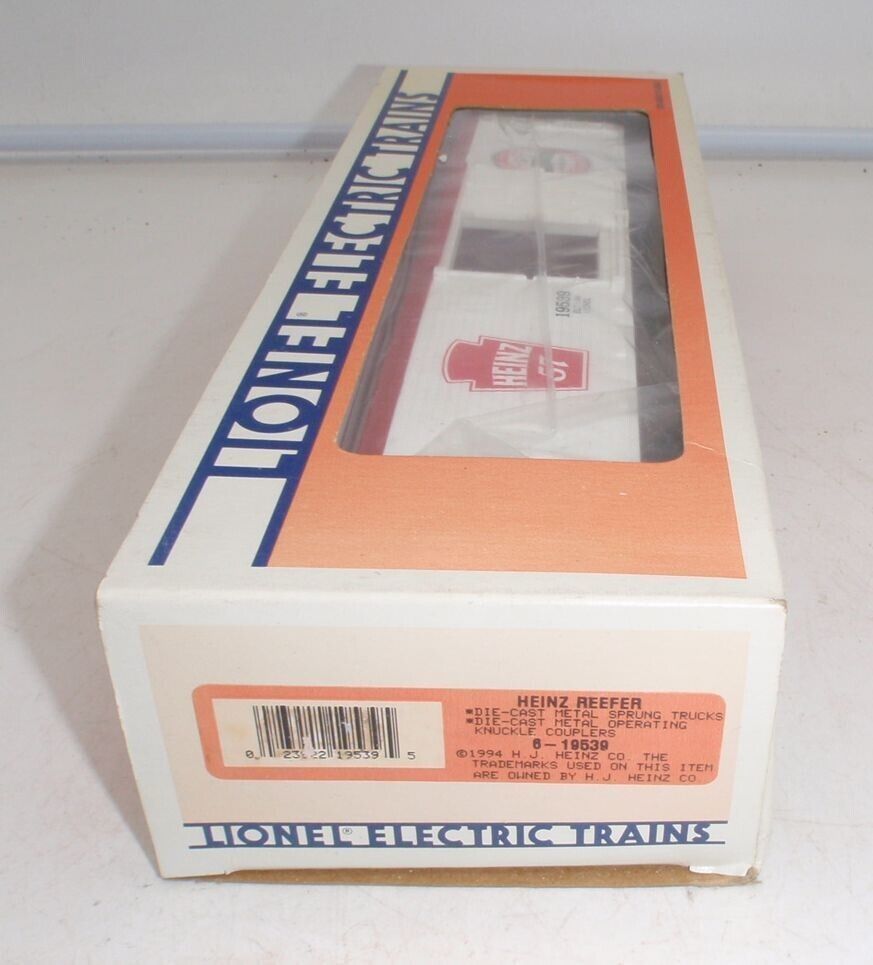 LIONEL® ELECTRIC TRAINS
19539
HEINZ
57
HEINZ REEFER
*DIE-CAST METAL SPRUNG TRUCKS
*DIE-CAST METAL OPERATING
KNUCKLE COUPLERS
6-19539
©1994 H.J. HEINZ CO. THE
TRADEMARKS USED ON THIS ITEM
ARE OWNED BY H.J. HEINZ CO
0 19539 5
LIONEL® ELECTRIC TRAINS